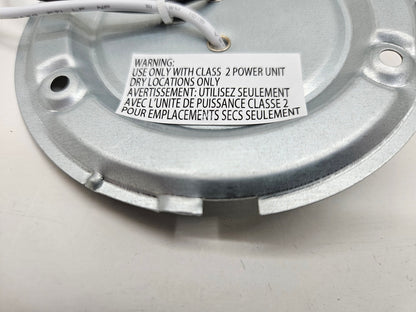 WARNING:
USE ONLY WITH CLASS 2 POWER UNIT
DRY LOCATIONS ONLY
AVERTISSEMENT: UTILISEZ SEULEMENT
AVEC L'UNITE DE PUISSANCE CLASSE 2
POUR EMPLACEMENTS SECS SEULEMENT